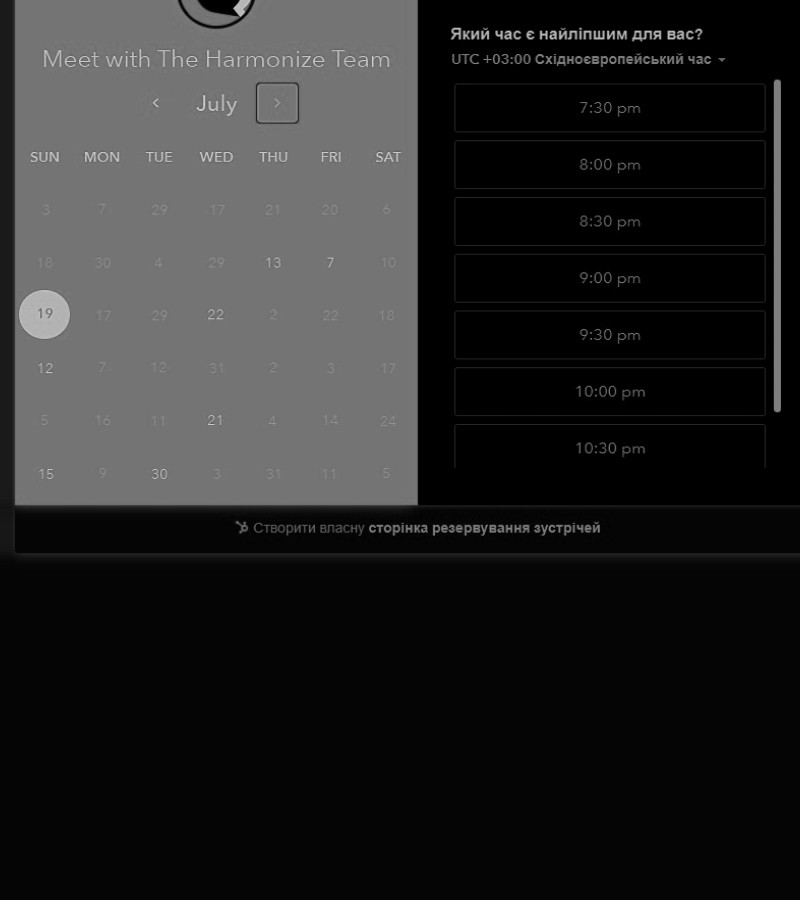 Meet with The Harmonize Team
July
SUN MON TUE WED THU FRI SAT
3 7 29 17 21 20 6
18 30 4 29 13 7 10
19 17 29 22 2 22 18
12 7 12 31 2 3 17
5 16 11 21 4 14 24
15 9 30 3 31 11 5
Який час є найліпшим для вас?
UTC +03:00 Східноєвропейський час
7:30 pm
8:00 pm
8:30 pm
9:00 pm
9:30 pm
10:00 pm
10:30 pm
Створити власну сторінка резервування зустрічей